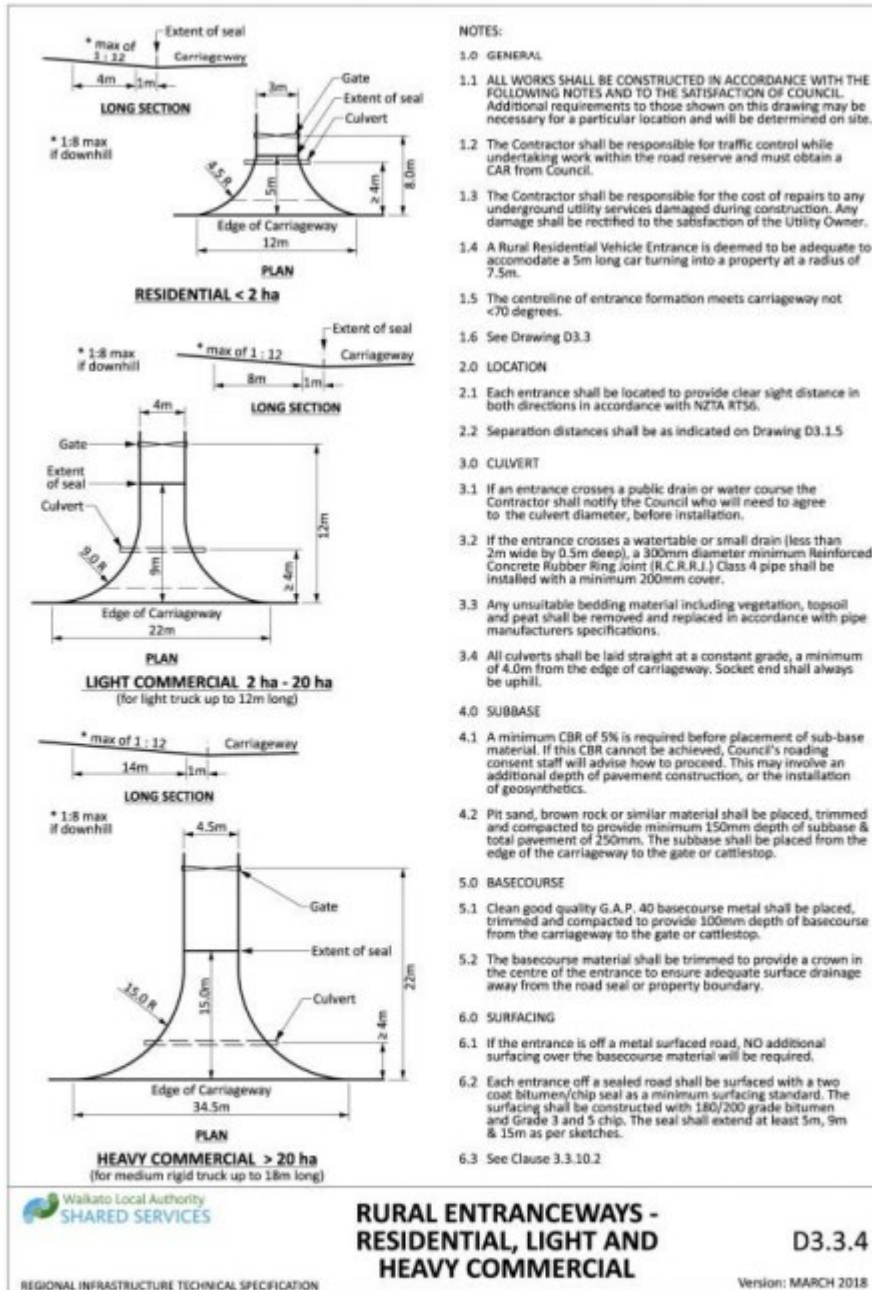 Extent of seal
* max of
1 : 12
Carriageway
4m
1m
LONG SECTION
* 1:8 max
if downhill
3m
Gate
Extent of seal
Culvert
4.5 R
5m
≥ 4m
8.0m
Edge of Carriageway
12m
PLAN
RESIDENTIAL < 2 ha
Extent of seal
* 1:8 max
if downhill
* max of 1 : 12
Carriageway
8m
1m
LONG SECTION
4m
Gate
Extent
of seal
Culvert
9.0 R
9m
≥ 4m
12m
Edge of Carriageway
22m
PLAN
LIGHT COMMERCIAL 2 ha - 20 ha
(for light truck up to 12m long)
* max of 1 : 12
Carriageway
14m
1m
LONG SECTION
* 1:8 max
if downhill
4.5m
Gate
Extent of seal
Culvert
15.0 R
15.0m
≥ 4m
22m
Edge of Carriageway
34.5m
PLAN
HEAVY COMMERCIAL > 20 ha
(for medium rigid truck up to 18m long)
NOTES:
1.0 GENERAL
1.1 ALL WORKS SHALL BE CONSTRUCTED IN ACCORDANCE WITH THE
FOLLOWING NOTES AND TO THE SATISFACTION OF COUNCIL.
Additional requirements to those shown on this drawing may be
necessary for a particular location and will be determined on site.
1.2 The Contractor shall be responsible for traffic control while
undertaking work within the road reserve and must obtain a
CAR from Council.
1.3 The Contractor shall be responsible for the cost of repairs to any
underground utility services damaged during construction. Any
damage shall be rectified to the satisfaction of the Utility Owner.
1.4 A Rural Residential Vehicle Entrance is deemed to be adequate to
accomodate a 5m long car turning into a property at a radius of
7.5m.
1.5 The centreline of entrance formation meets carriageway not
<70 degrees.
1.6 See Drawing D3.3
2.0 LOCATION
2.1 Each entrance shall be located to provide clear sight distance in
both directions in accordance with NZTA RTS6.
2.2 Separation distances shall be as indicated on Drawing D3.1.5
3.0 CULVERT
3.1 If an entrance crosses a public drain or water course the
Contractor shall notify the Council who will need to agree
to the culvert diameter, before installation.
3.2 If the entrance crosses a watertable or small drain (less than
2m wide by 0.5m deep), a 300mm diameter minimum Reinforced
Concrete Rubber Ring Joint (R.C.R.R.J.) Class 4 pipe shall be
installed with a minimum 200mm cover.
3.3 Any unsuitable bedding material including vegetation, topsoil
and peat shall be removed and replaced in accordance with pipe
manufacturers specifications.
3.4 All culverts shall be laid straight at a constant grade, a minimum
of 4.0m from the edge of carriageway. Socket end shall always
be uphill.
4.0 SUBBASE
4.1 A minimum CBR of 5% is required before placement of sub-base
material. If this CBR cannot be achieved, Council's roading
consent staff will advise how to proceed. This may involve an
additional depth of pavement construction, or the installation
of geosynthetics.
4.2 Pit sand, brown rock or similar material shall be placed, trimmed
and compacted to provide minimum 150mm depth of subbase &
total pavement of 250mm. The subbase shall be placed from the
edge of the carriageway to the gate or cattlestop.
5.0 BASECOURSE
5.1 Clean good quality G.A.P. 40 basecourse metal shall be placed,
trimmed and compacted to provide 100mm depth of basecourse
from the carriageway to the gate or cattlestop.
5.2 The basecourse material shall be trimmed to provide a crown in
the centre of the entrance to ensure adequate surface drainage
away from the road seal or property boundary.
6.0 SURFACING
6.1 If the entrance is off a metal surfaced road, NO additional
surfacing over the basecourse material will be required.
6.2 Each entrance off a sealed road shall be surfaced with a two
coat bitumen/chip seal as a minimum surfacing standard. The
surfacing shall be constructed with 180/200 grade bitumen
and Grade 3 and 5 chip. The seal shall extend at least 5m, 9m
& 15m as per sketches.
6.3 See Clause 3.3.10.2
Waikato Local Authority
SHARED SERVICES
REGIONAL INFRASTRUCTURE TECHNICAL SPECIFICATION
RURAL ENTRANCEWAYS -
RESIDENTIAL, LIGHT AND
HEAVY COMMERCIAL
D3.3.4
Version: MARCH 2018